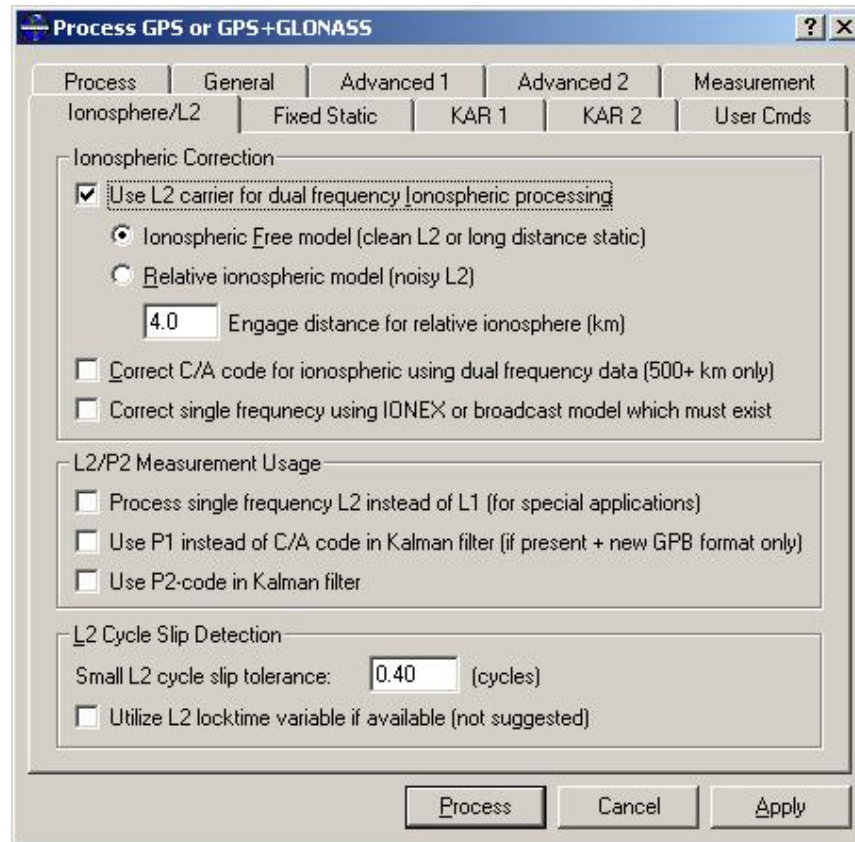 Process GPS or GPS+GLONASS
Process General Advanced 1 Advanced 2 Measurement
Ionosphere/L2 Fixed Static KAR 1 KAR 2 User Cmds
Ionospheric Correction
Use L2 carrier for dual frequency Ionospheric processing
Ionospheric Free model (clean L2 or long distance static)
Relative ionospheric model (noisy L2)
4.0 Engage distance for relative ionosphere (km)
Correct C/A code for ionospheric using dual frequency data (500+ km only)
Correct single frequnecy using IONEX or broadcast model which must exist
L2/P2 Measurement Usage
Process single frequency L2 instead of L1 (for special applications)
Use P1 instead of C/A code in Kalman filter (if present + new GPB format only)
Use P2-code in Kalman filter
L2 Cycle Slip Detection
Small L2 cycle slip tolerance: 0.40 (cycles)
Utilize L2 locktime variable if available (not suggested)
Process Cancel Apply